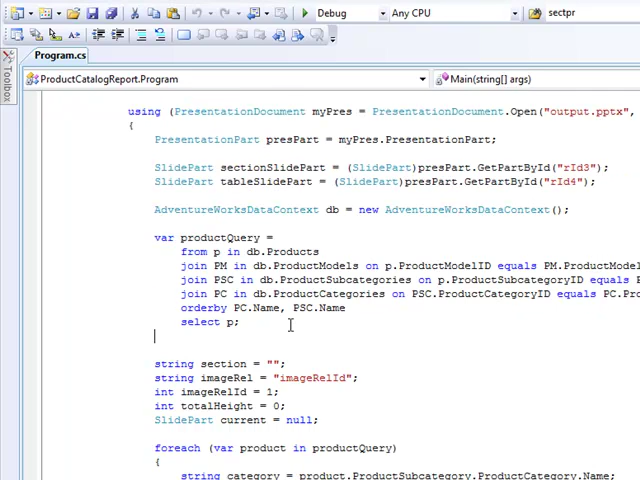 Debug
Any CPU
sectpr
Program.cs
Toolbox
ProductCatalogReport.Program
Main(string[] args)
using (PresentationDocument myPres = PresentationDocument.Open("output.pptx",
{
PresentationPart presPart = myPres.PresentationPart;
SlidePart sectionSlidePart = (SlidePart)presPart.GetPartById("rId3");
SlidePart tableSlidePart = (SlidePart)presPart.GetPartById("rId4");
AdventureWorksDataContext db = new AdventureWorksDataContext();
var productQuery =
from p in db.Products
join PM in db.ProductModels on p.ProductModelID equals PM.ProductModel
join PSC in db.ProductSubcategories on p.ProductSubcategoryID equals P
join PC in db.ProductCategories on PSC.ProductCategoryID equals PC.Pro
orderby PC.Name, PSC.Name
select p;
string section = "";
string imageRel = "imageRelId";
int imageRelId = 1;
int totalHeight = 0;
SlidePart current = null;
foreach (var product in productQuery)
{
string category = product.ProductSubcategory.ProductCategory.Name;